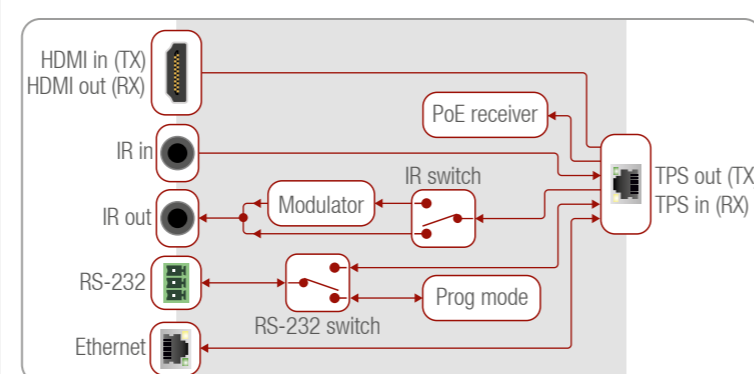 HDMI in (TX)
HDMI out (RX)
PoE receiver
IR in
IR switch
TPS out (TX
TPS in (RX)
Modulator
IR out
RS-232
Prog mode
RS-232 switch
Ethernet